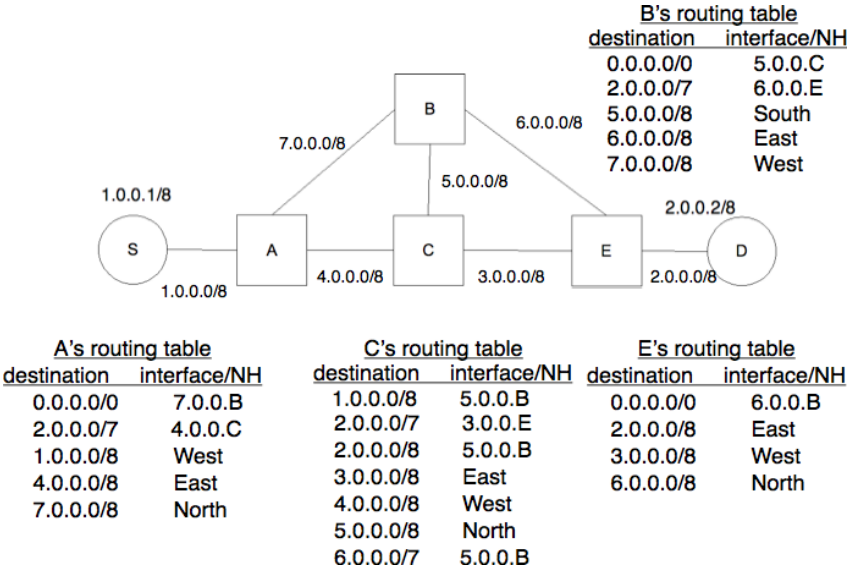 B's routing table
destination interface/NH
0.0.0.0/0 5.0.0.C
2.0.0.0/7 6.0.0.E
5.0.0.0/8 South
6.0.0.0/8 East
7.0.0.0/8 West
B
6.0.0.0/8
7.0.0.0/8
5.0.0.0/8
1.0.0.1/8
2.0.0.2/8
S
A
C
E
D
1.0.0.0/8
4.0.0.0/8
3.0.0.0/8
2.0.0.0/8
A's routing table
destination interface/NH
0.0.0.0/0 7.0.0.B
2.0.0.0/7 4.0.0.C
1.0.0.0/8 West
4.0.0.0/8 East
7.0.0.0/8 North
C's routing table
destination interface/NH
1.0.0.0/8 5.0.0.B
2.0.0.0/7 3.0.0.E
2.0.0.0/8 5.0.0.B
3.0.0.0/8 East
4.0.0.0/8 West
5.0.0.0/8 North
6.0.0.0/7 5.0.0.B
E's routing table
destination interface/NH
0.0.0.0/0 6.0.0.B
2.0.0.0/8 East
3.0.0.0/8 West
6.0.0.0/8 North